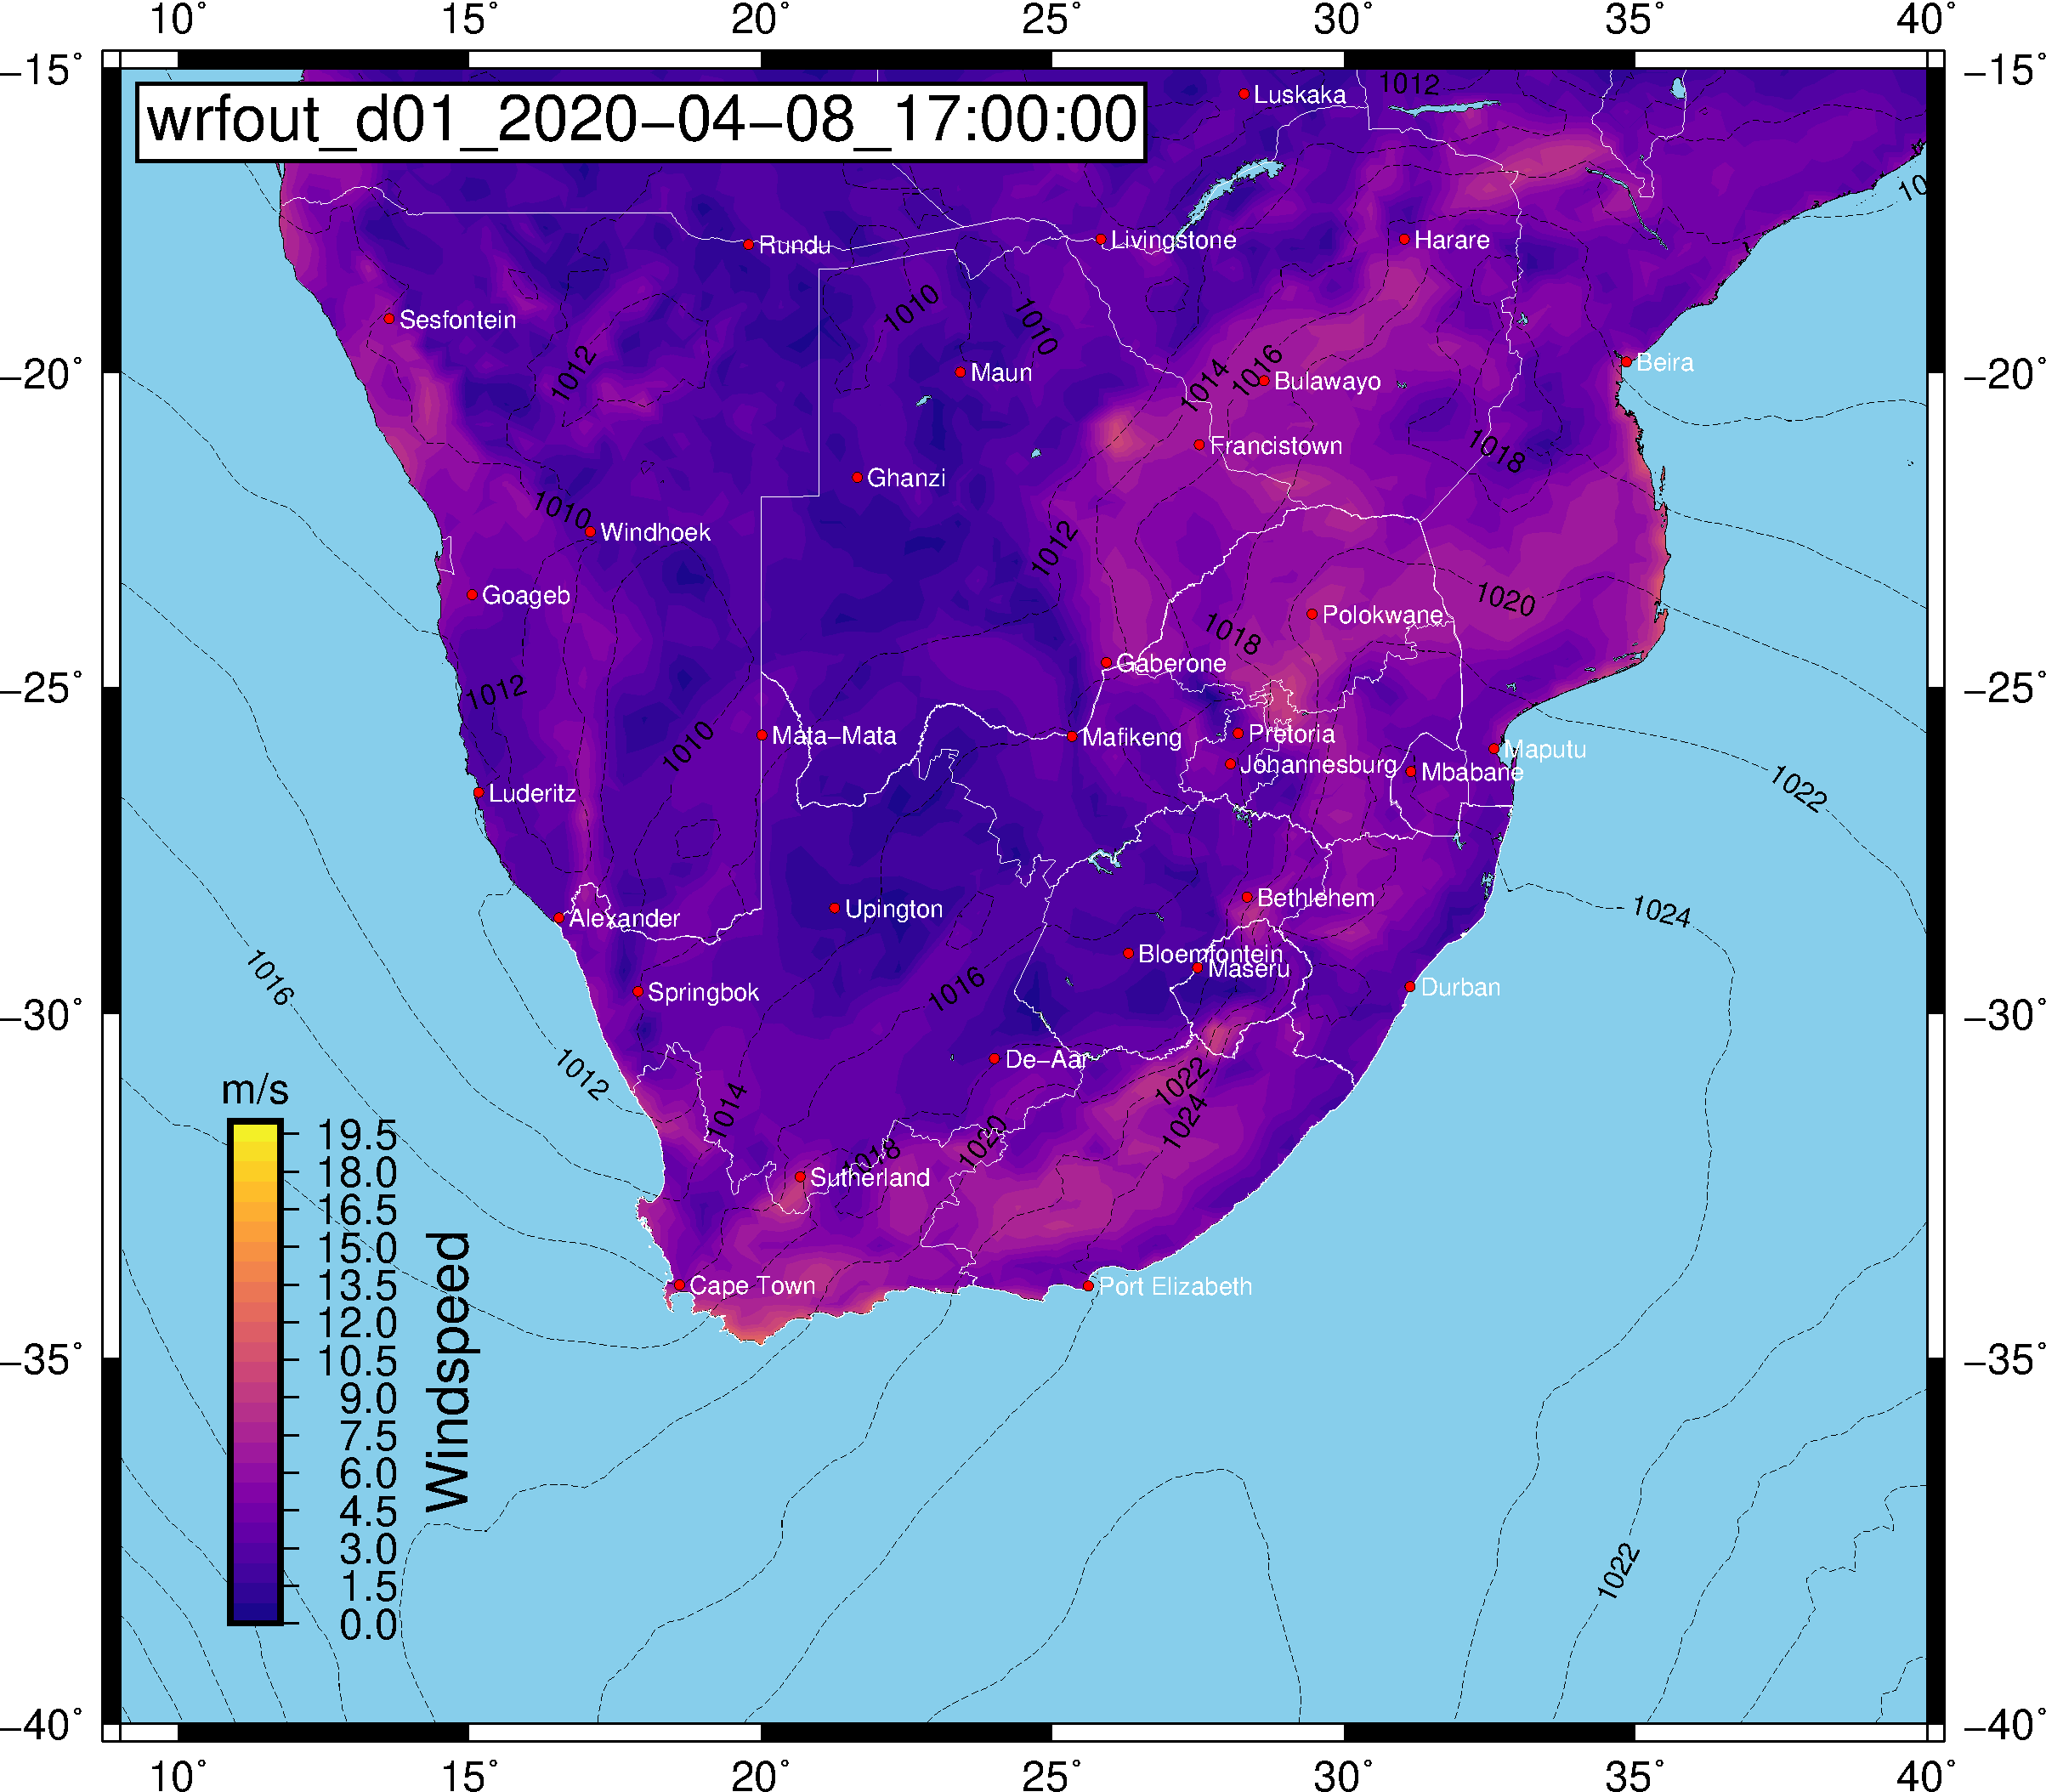 10° 15° 20° 25° 30° 35° 40°
−15° −15°
wrfout_d01_2020−04−08_17:00:00
1012
Luskaka
10
Rundu
Livingstone
Harare
1010
1010
Sesfontein
1012
Maun
1014
1016
Bulawayo
Beira
−20° −20°
Francistown
1018
Ghanzi
1010
Windhoek
1012
Goageb
1020
Polokwane
1018
Gaberone
−25° −25°
1012
1010
Mata−Mata
Mafikeng
Pretoria
Johannesburg
Mbabane
Maputu
1022
Luderitz
Bethlehem
1024
Alexander
Upington
Bloemfontein
Maseru
1016
1016
Springbok
Durban
−30° −30°
De−Aar
1012
1022
1014
1024
1020
1018
Sutherland
Cape Town
Port Elizabeth
−35° −35°
m/s
19.5
18.0
16.5
15.0
13.5
12.0
10.5
9.0
7.5
6.0
4.5
3.0
1.5
0.0
Windspeed
1022
−40° −40°
10° 15° 20° 25° 30° 35° 40°